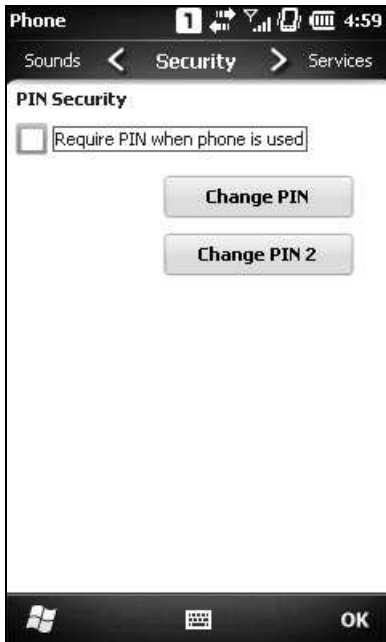 Phone 1 4:59
Sounds < Security > Services
PIN Security
Require PIN when phone is used
Change PIN
Change PIN 2
OK